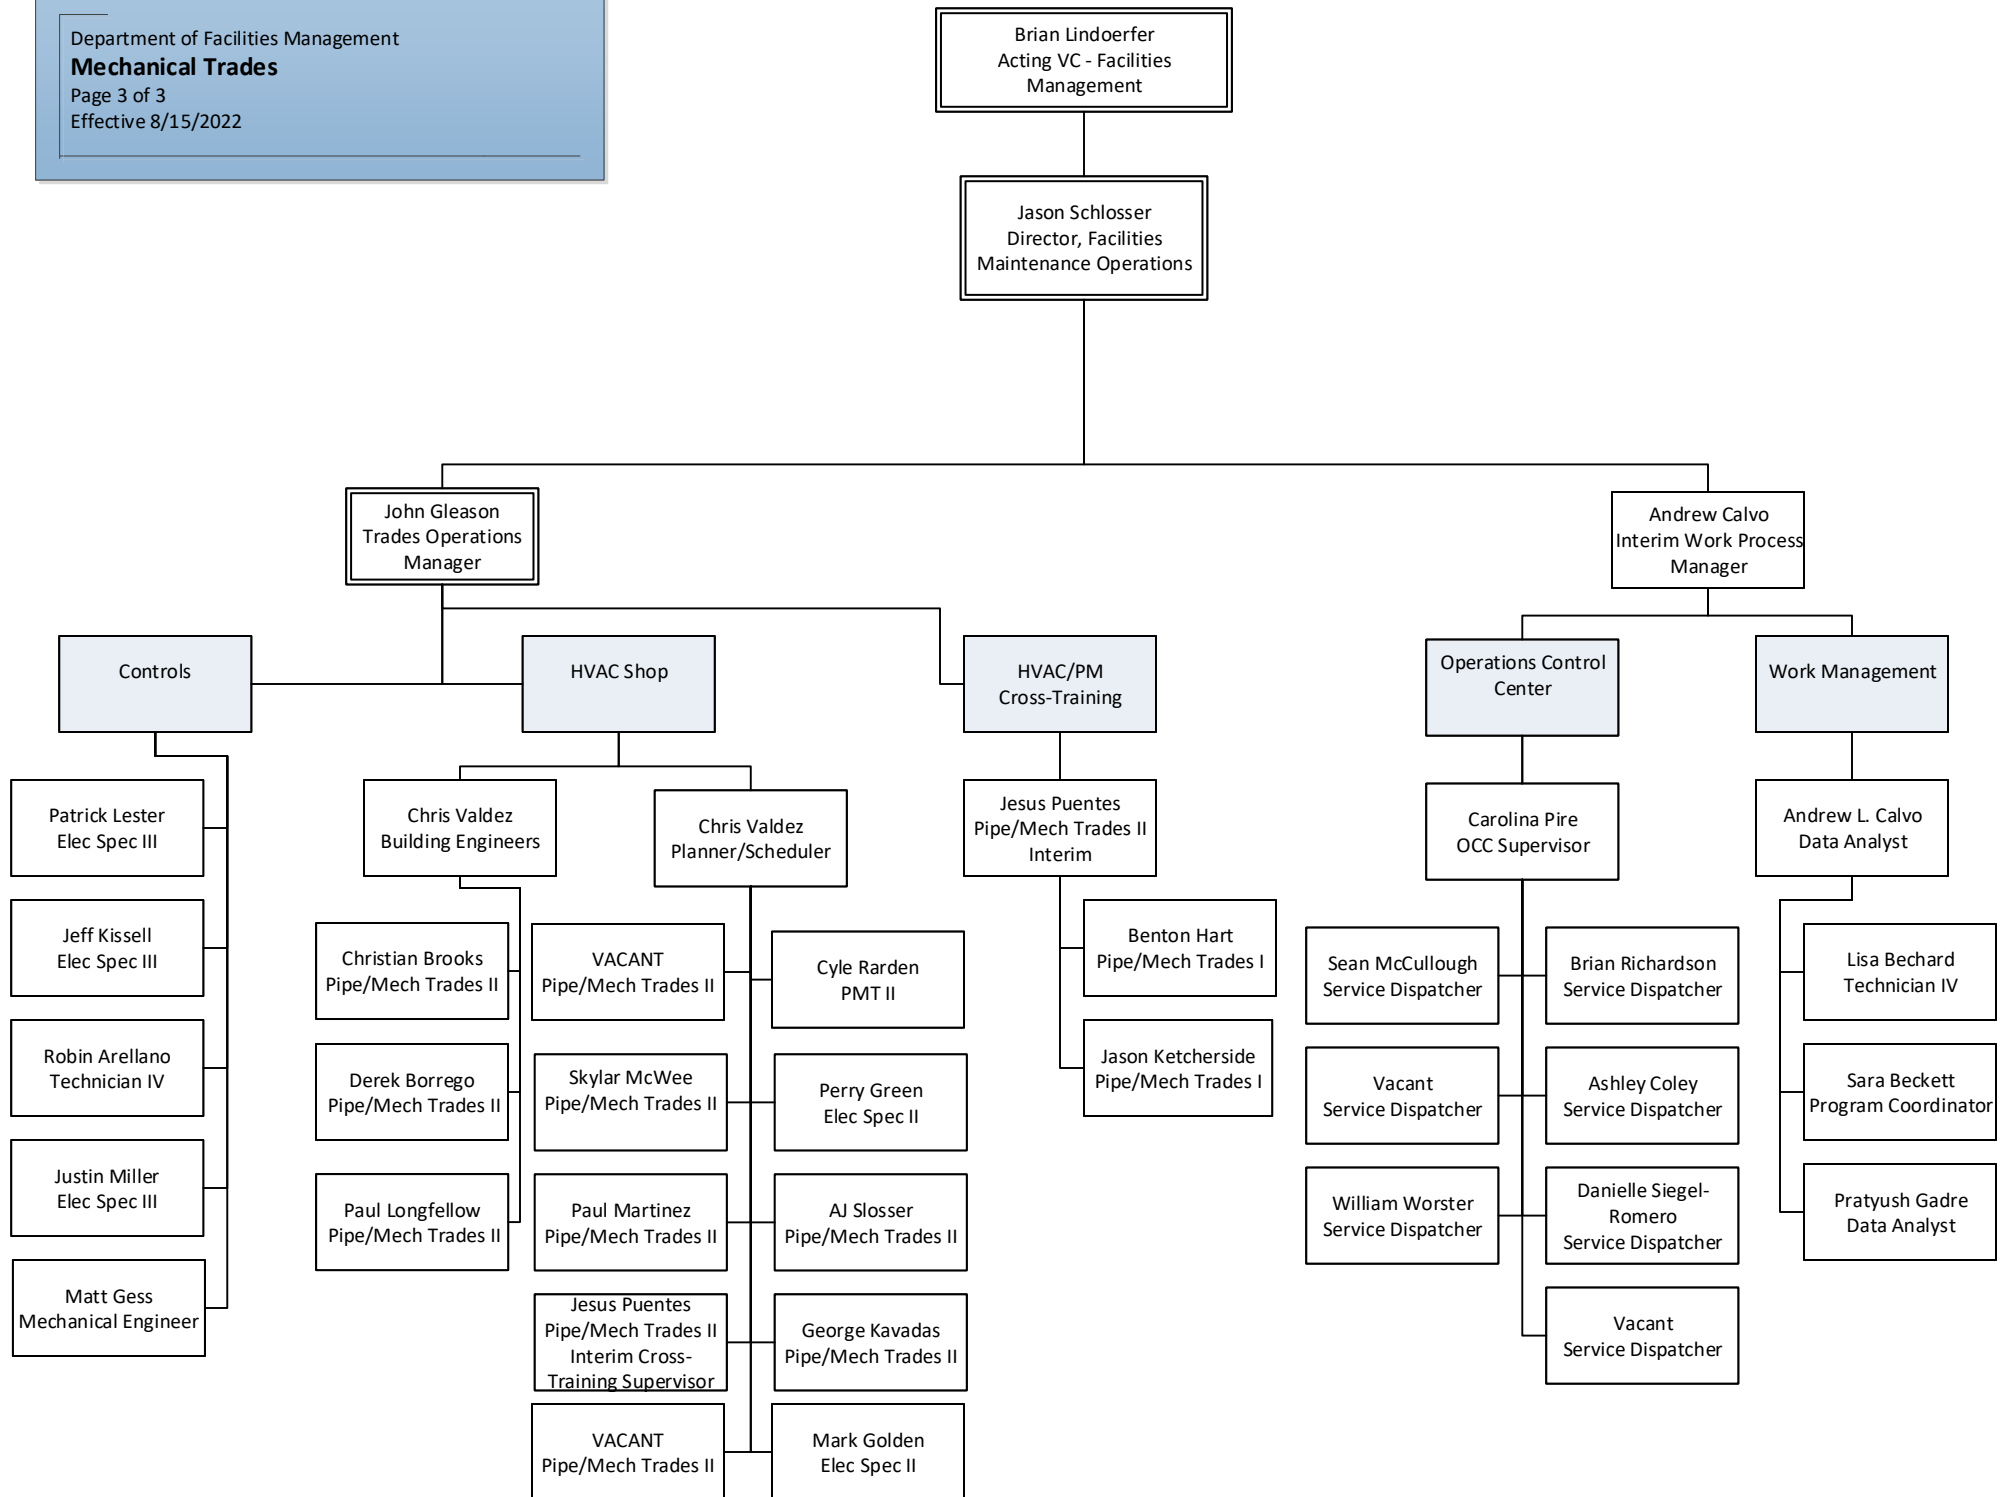 Department of Facilities Management
Mechanical Trades
Page 3 of 3
Effective 8/15/2022
Brian Lindoerfer
Acting VC - Facilities
Management
Jason Schlosser
Director, Facilities
Maintenance Operations
John Gleason
Trades Operations
Manager
Andrew Calvo
Interim Work Process
Manager
Controls
HVAC Shop
HVAC/PM
Cross-Training
Operations Control
Center
Work Management
Patrick Lester
Elec Spec III
Jeff Kissell
Elec Spec III
Robin Arellano
Technician IV
Justin Miller
Elec Spec III
Matt Gess
Mechanical Engineer
Chris Valdez
Building Engineers
Christian Brooks
Pipe/Mech Trades II
Derek Borrego
Pipe/Mech Trades II
Paul Longfellow
Pipe/Mech Trades II
Chris Valdez
Planner/Scheduler
VACANT
Pipe/Mech Trades II
Skylar McWee
Pipe/Mech Trades II
Paul Martinez
Pipe/Mech Trades II
Jesus Puentes
Pipe/Mech Trades II
Interim Cross-
Training Supervisor
VACANT
Pipe/Mech Trades II
Cyle Rarden
PMT II
Perry Green
Elec Spec II
AJ Slosser
Pipe/Mech Trades II
George Kavadas
Pipe/Mech Trades II
Mark Golden
Elec Spec II
Jesus Puentes
Pipe/Mech Trades II
Interim
Benton Hart
Pipe/Mech Trades I
Jason Ketcherside
Pipe/Mech Trades I
Carolina Pire
OCC Supervisor
Sean McCullough
Service Dispatcher
Vacant
Service Dispatcher
William Worster
Service Dispatcher
Brian Richardson
Service Dispatcher
Ashley Coley
Service Dispatcher
Danielle Siegel-
Romero
Service Dispatcher
Vacant
Service Dispatcher
Andrew L. Calvo
Data Analyst
Lisa Bechard
Technician IV
Sara Beckett
Program Coordinator
Pratyush Gadre
Data Analyst